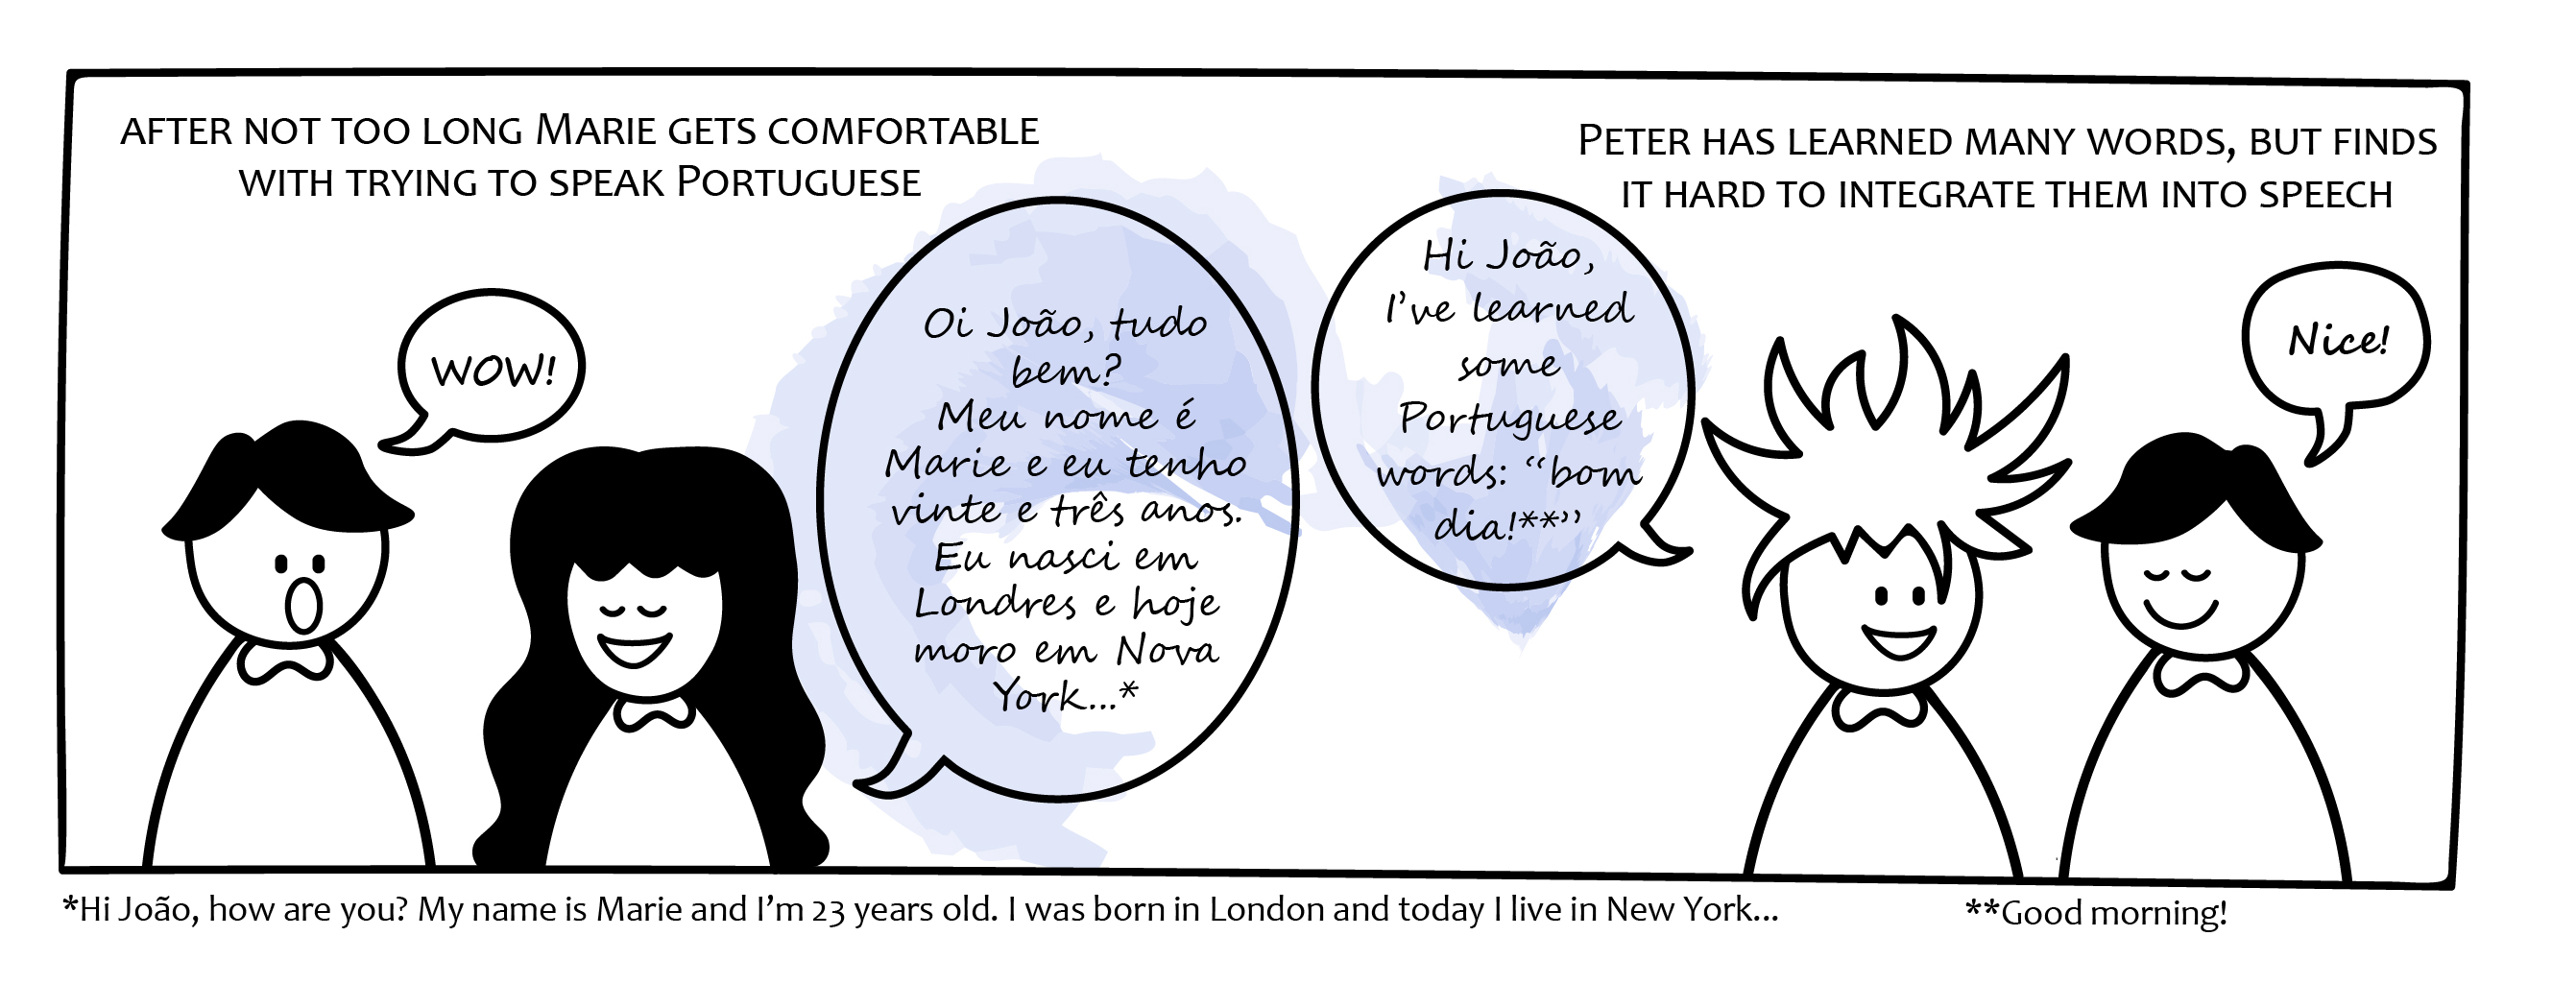 AFTER NOT TOO LONG MARIE GETS COMFORTABLE
WITH TRYING TO SPEAK PORTUGUESE
WOW!
Oi João, tudo
bem?
Meu nome é
Marie e eu tenho
vinte e três anos.
Eu nasci em
Londres e hoje
moro em Nova
York...*
PETER HAS LEARNED MANY WORDS, BUT FINDS
IT HARD TO INTEGRATE THEM INTO SPEECH
Hi João,
I've learned
some
Portuguese
words: “bom
dia!**”
Nice!
*Hi João, how are you? My name is Marie and I'm 23 years old. I was born in London and today I live in New York...
**Good morning!